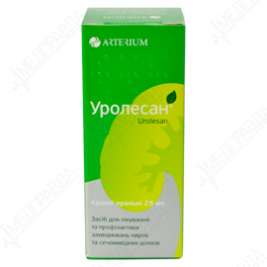 ARTERIUM
Уролесан
Urolesan
Краплі оральні, 25 мл
Засіб для лікування
та профілактики
захворювань нирок
та сечовивідних шляхів